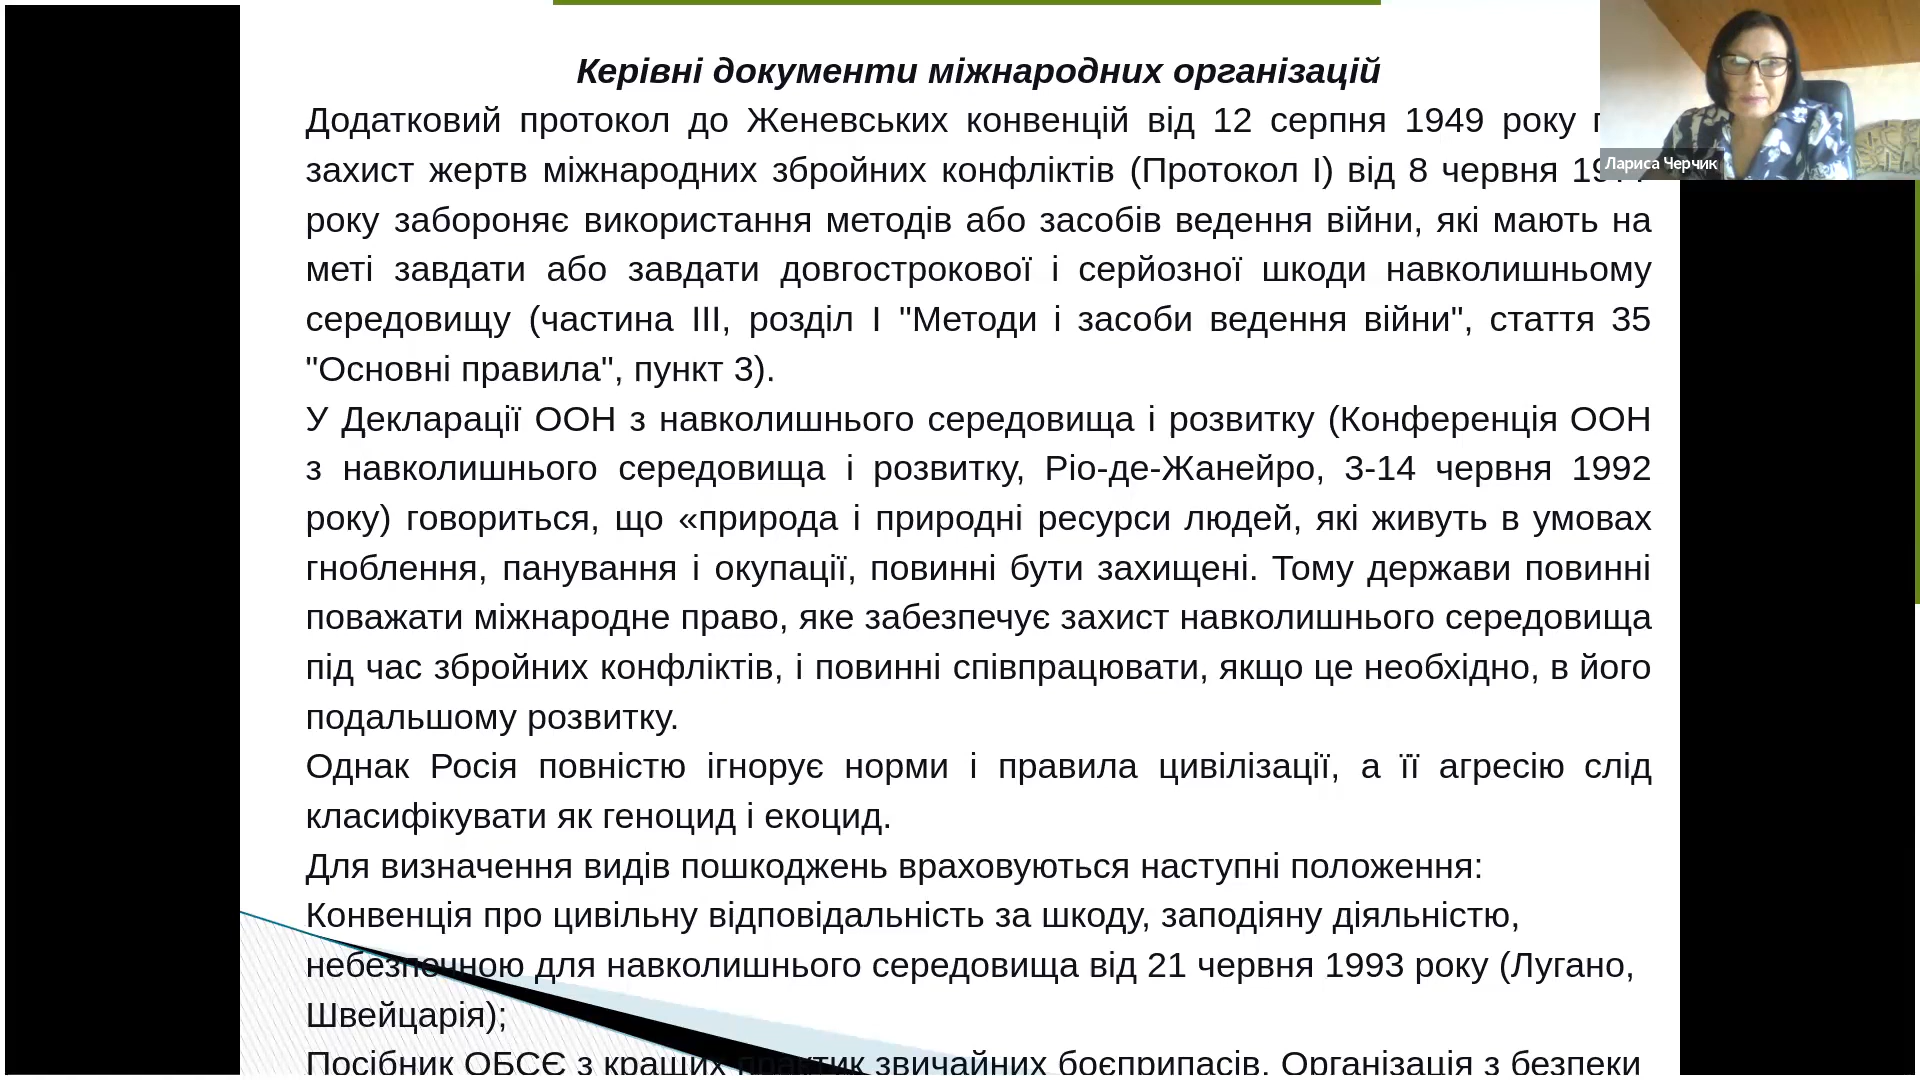 Керівні документи міжнародних організацій
Додатковий протокол до Женевських конвенцій від 12 серпня 1949 року
захист жертв міжнародних збройних конфліктів (Протокол I) від 8 червня
року забороняє використання методів або засобів ведення війни, які мають на
меті завдати або завдати довгострокової і серйозної шкоди навколишньому
середовищу (частина III, розділ I "Методи і засоби ведення війни", стаття 35
"Основні правила", пункт 3).
У Декларації ООН з навколишнього середовища і розвитку (Конференція ООН
з навколишнього середовища і розвитку, Ріо-де-Жанейро, 3-14 червня 1992
року) говориться, що «природа і природні ресурси людей, які живуть в умовах
гноблення, панування і окупації, повинні бути захищені. Тому держави повинні
поважати міжнародне право, яке забезпечує захист навколишнього середовища
під час збройних конфліктів, і повинні співпрацювати, якщо це необхідно, в його
подальшому розвитку.
Однак Росія повністю ігнорує норми і правила цивілізації, а її агресію слід
класифікувати як геноцид і екоцид.
Для визначення видів пошкоджень враховуються наступні положення:
Конвенція про цивільну відповідальність за шкоду, заподіяну діяльністю,
небезпечною для навколишнього середовища від 21 червня 1993 року (Лугано,
Швейцарія);
Посібник ОБСЄ з кращих практик звичайних боєприпасів. Організація з безпеки
Лариса Черчик